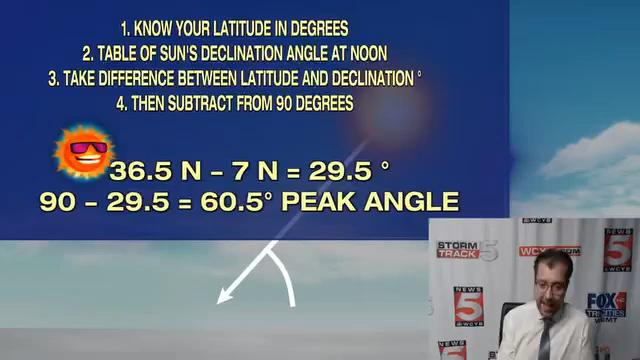 1. KNOW YOUR LATITUDE IN DEGREES
2. TABLE OF SUN'S DECLINATION ANGLE AT NOON
3. TAKE DIFFERENCE BETWEEN LATITUDE AND DECLINATION °
4. THEN SUBTRACT FROM 90 DEGREES
36.5 N – 7 N = 29.5 °
90 – 29.5 = 60.5° PEAK ANGLE
STORM
TRACK 5
WCYB.COM
NEWS
5
WCYB
NEWS
5
WCYB
FOX
TRI-CITIES
WEMT